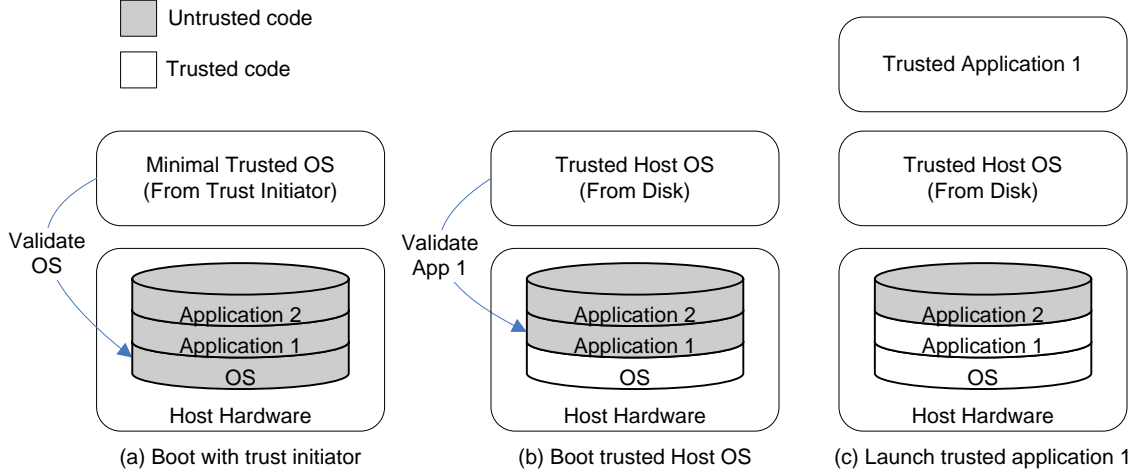 Untrusted code
Trusted code
Minimal Trusted OS
(From Trust Initiator)
Validate
OS
Application 2
Application 1
OS
Host Hardware
(a) Boot with trust initiator
Trusted Host OS
(From Disk)
Validate
App 1
Application 2
Application 1
OS
Host Hardware
(b) Boot trusted Host OS
Trusted Application 1
Trusted Host OS
(From Disk)
Application 2
Application 1
OS
Host Hardware
(c) Launch trusted application 1